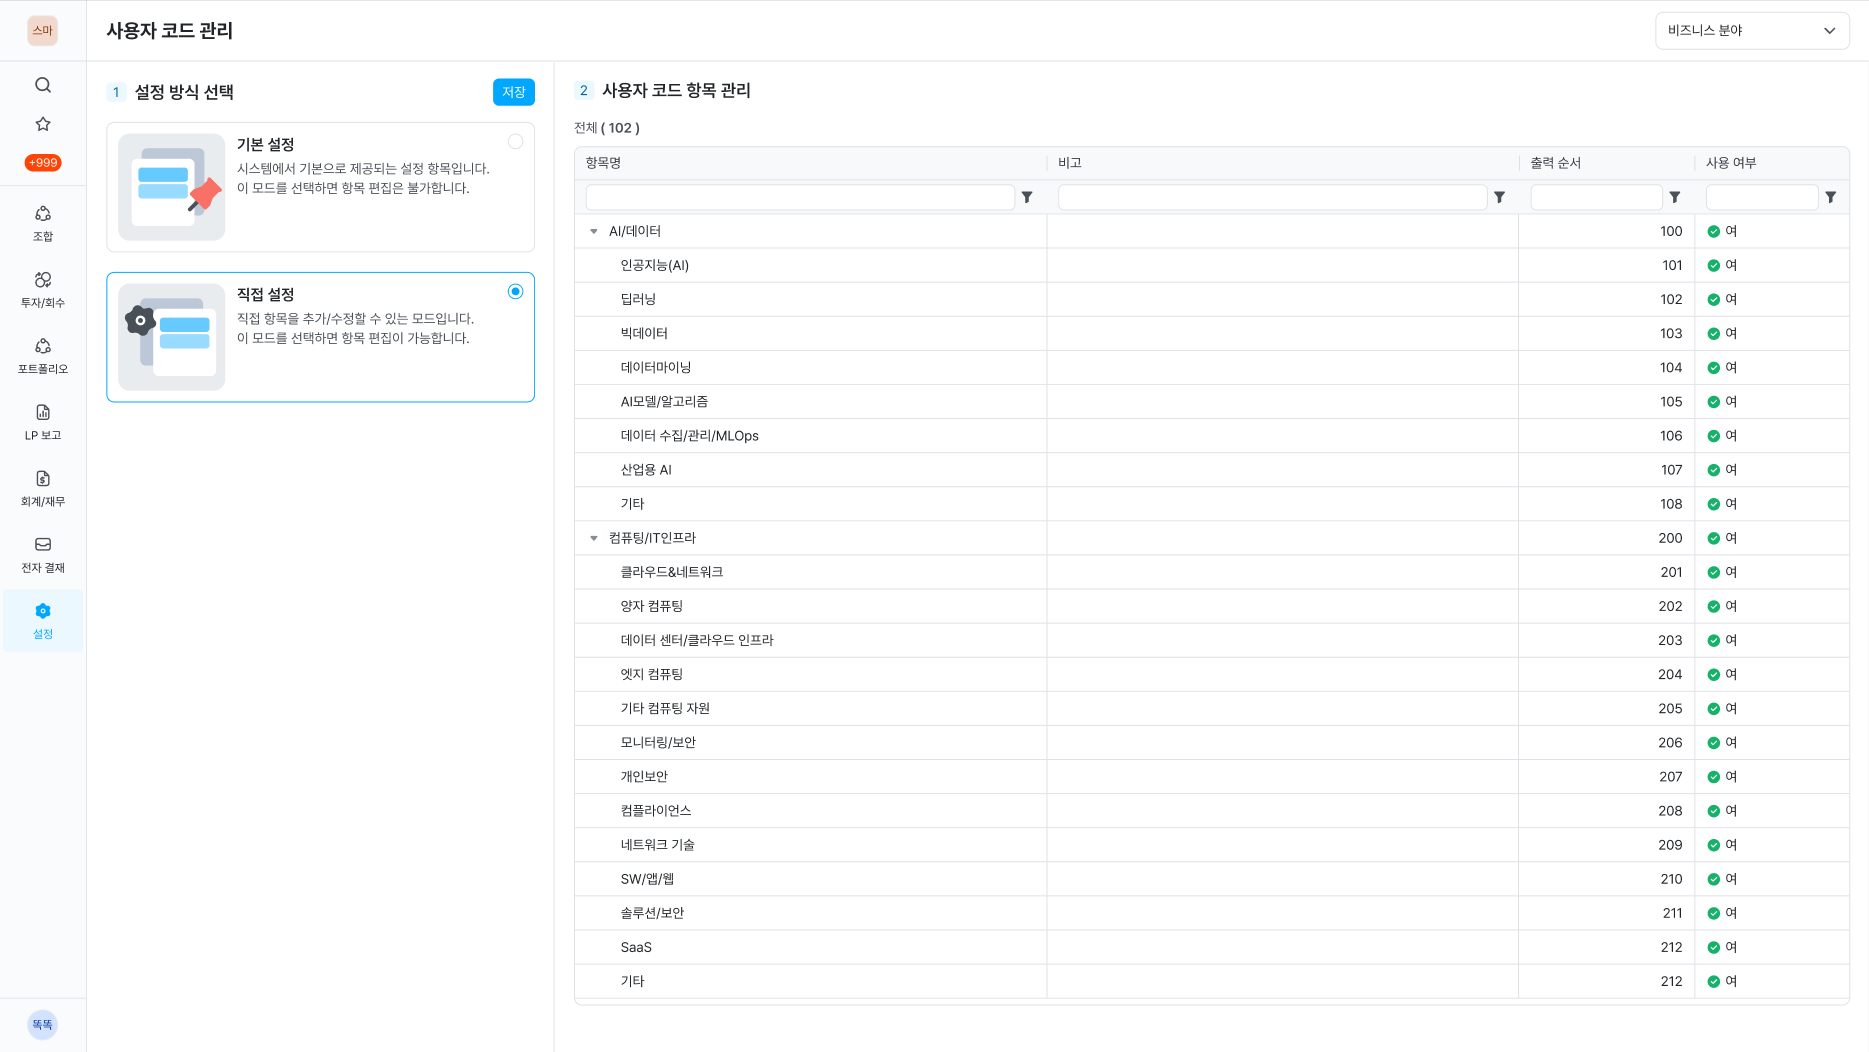 스마
사용자 코드 관리
비즈니스 분야
+999
조합
투자/회수
포트폴리오
LP 보고
회계/재무
전자 결재
설정
똑똑
1 설정 방식 선택
저장
기본 설정
시스템에서 기본으로 제공되는 설정 항목입니다.
이 모드를 선택하면 항목 편집은 불가합니다.
직접 설정
직접 항목을 추가/수정할 수 있는 모드입니다.
이 모드를 선택하면 항목 편집이 가능합니다.
2 사용자 코드 항목 관리
전체 ( 102 )
항목명 비고 출력 순서 사용 여부
AI/데이터 100 여
인공지능(AI) 101 여
딥러닝 102 여
빅데이터 103 여
데이터마이닝 104 여
AI모델/알고리즘 105 여
데이터 수집/관리/MLOps 106 여
산업용 AI 107 여
기타 108 여
컴퓨팅/IT인프라 200 여
클라우드&네트워크 201 여
양자 컴퓨팅 202 여
데이터 센터/클라우드 인프라 203 여
엣지 컴퓨팅 204 여
기타 컴퓨팅 자원 205 여
모니터링/보안 206 여
개인보안 207 여
컴플라이언스 208 여
네트워크 기술 209 여
SW/앱/웹 210 여
솔루션/보안 211 여
SaaS 212 여
기타 212 여